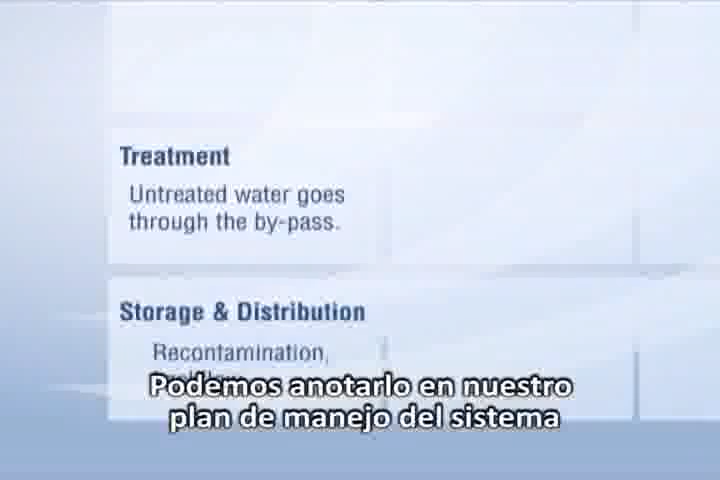 Treatment
Untreated water goes
through the by-pass.
Storage & Distribution
Recontamination,
Podemos anotarlo en nuestro
plan de manejo del sistema